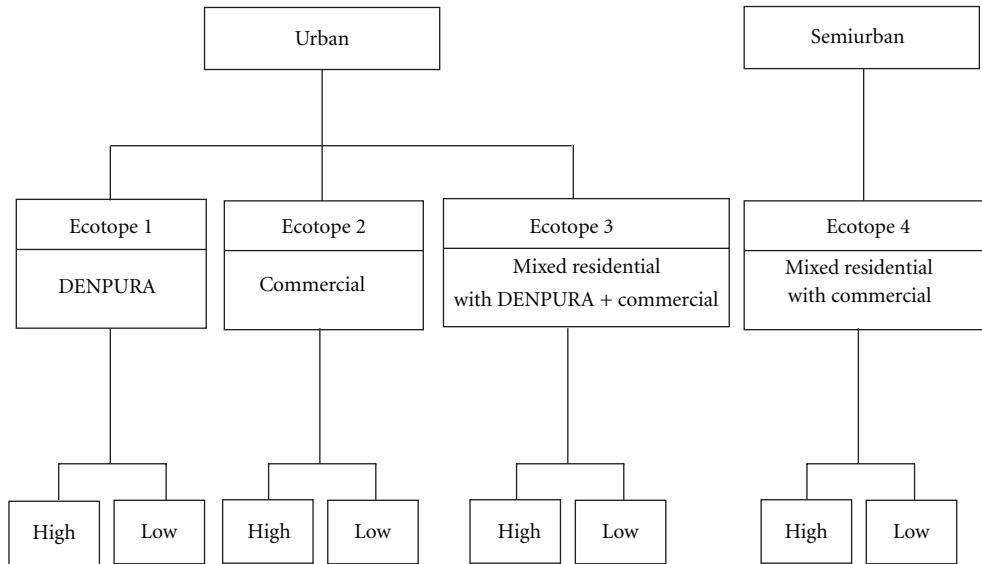 Urban
Semiurban
Ecotope 1
Ecotope 2
Ecotope 3
Ecotope 4
DENPURA
Commercial
Mixed residential
with DENPURA + commercial
Mixed residential
with commercial
High
Low
High
Low
High
Low
High
Low